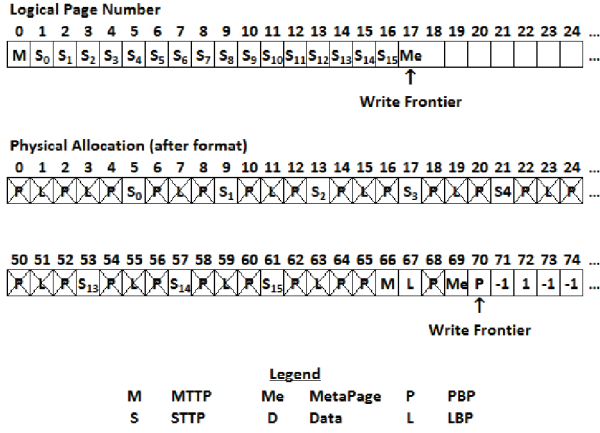 Logical Page Number
0 1 2 3 4 5 6 7 8 9 10 11 12 13 14 15 16 17 18 19 20 21 22 23 24 ...
M S₀ S₁ S₂ S₃ S₄ S₅ S₆ S₇ S₈ S₉ S₁₀ S₁₁ S₁₂ S₁₃ S₁₄ S₁₅ Me ...
Write Frontier
Physical Allocation (after format)
0 1 2 3 4 5 6 7 8 9 10 11 12 13 14 15 16 17 18 19 20 21 22 23 24 ...
P L P L P S₀ P L P S₁ P L P S₂ P L P S₃ P L P S4 P L P ...
50 51 52 53 54 55 56 57 58 59 60 61 62 63 64 65 66 67 68 69 70 71 72 73 74 ...
P L P S₁₃ P L P S₁₄ P L P S₁₅ P L P P M L P Me P -1 1 -1 -1 ...
Write Frontier
Legend
M MTTP Me MetaPage P PBP
S STTP D Data L LBP